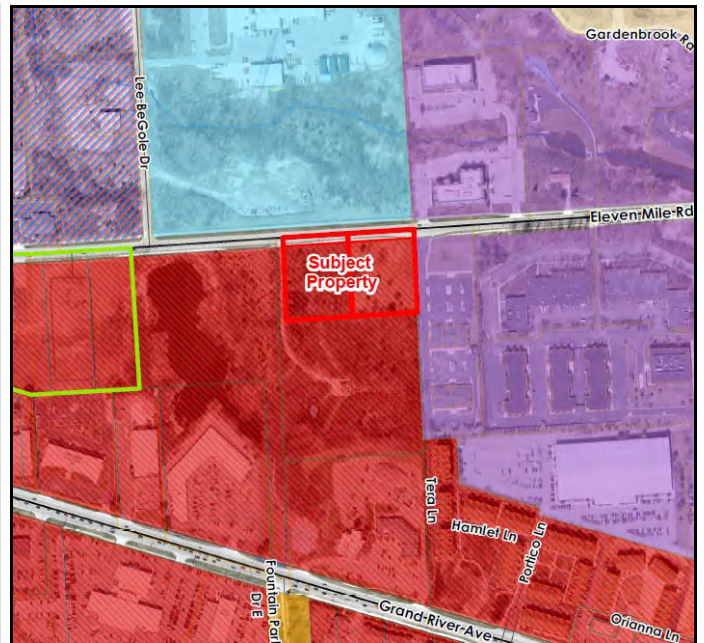 Gardenbrook Rd
Lee BeGole Dr
Eleven Mile Rd
Subject
Property
Tera Ln
Hamlet Ln
Portico Ln
Fountain Park
Dr E
Grand River Ave
Orianna Ln